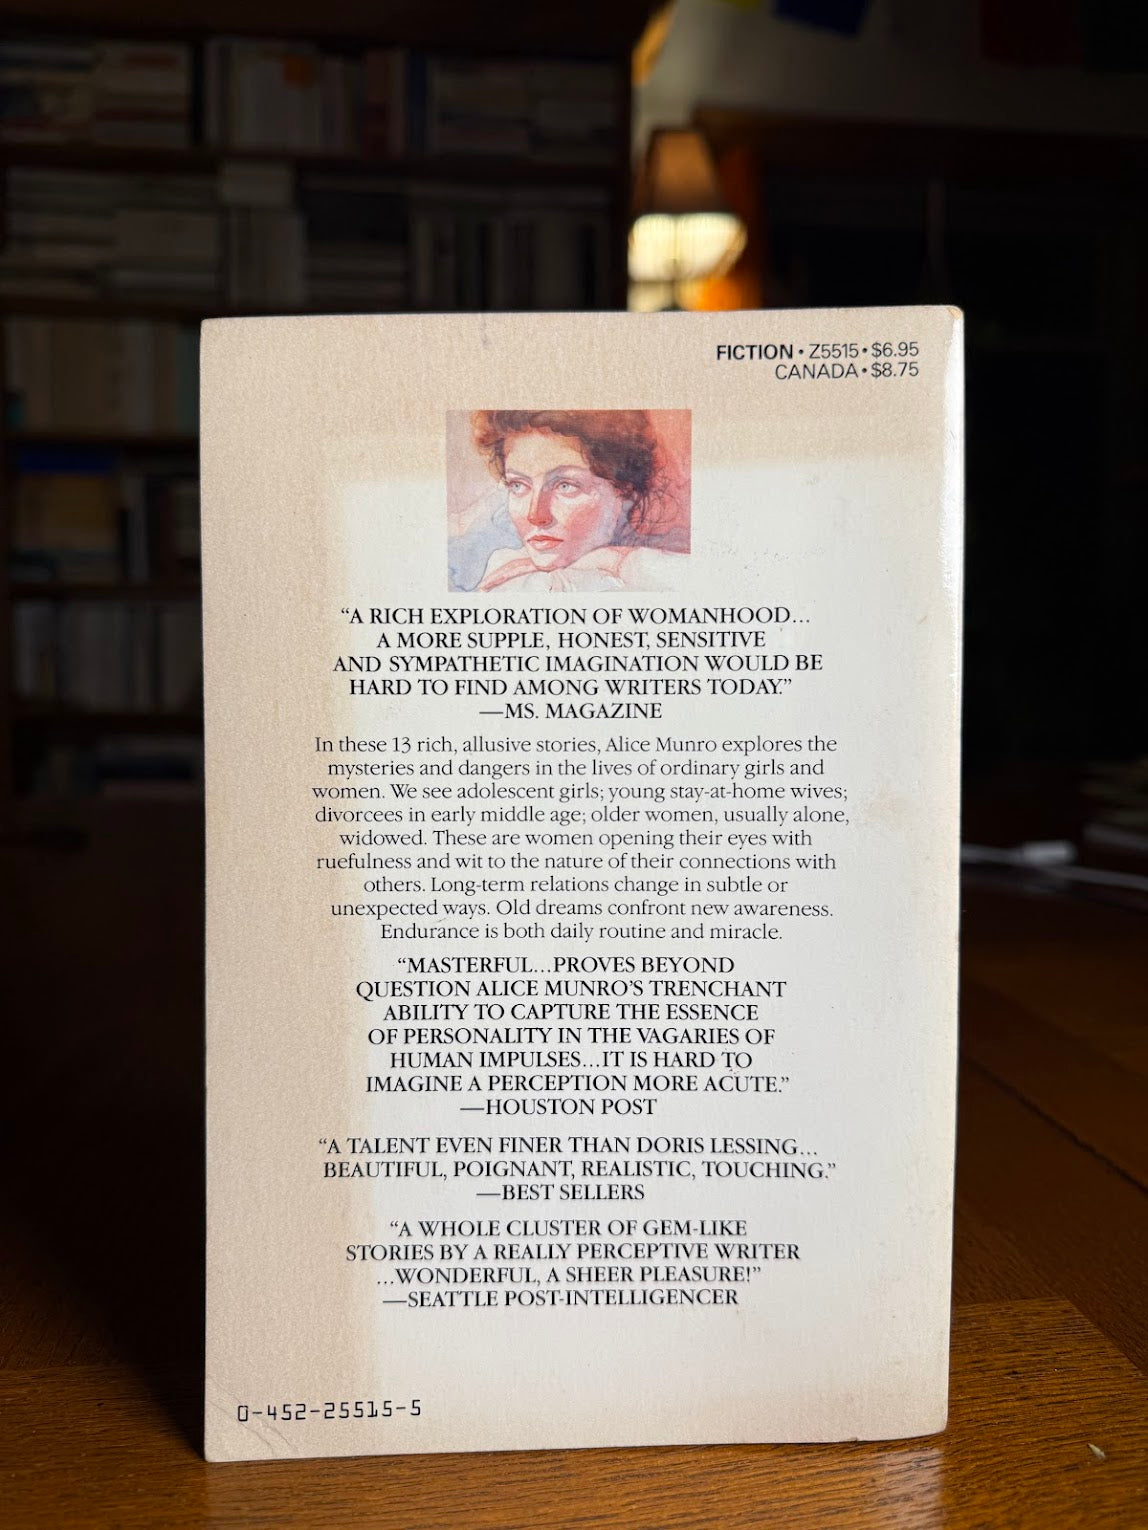 FICTION • Z5515 • $6.95
CANADA • $8.75
“A RICH EXPLORATION OF WOMANHOOD...
A MORE SUPPLE, HONEST, SENSITIVE
AND SYMPATHETIC IMAGINATION WOULD BE
HARD TO FIND AMONG WRITERS TODAY.”
—MS. MAGAZINE
In these 13 rich, allusive stories, Alice Munro explores the
mysteries and dangers in the lives of ordinary girls and
women. We see adolescent girls; young stay-at-home wives;
divorcees in early middle age; older women, usually alone,
widowed. These are women opening their eyes with
ruefulness and wit to the nature of their connections with
others. Long-term relations change in subtle or
unexpected ways. Old dreams confront new awareness.
Endurance is both daily routine and miracle.
“MASTERFUL...PROVES BEYOND
QUESTION ALICE MUNRO’S TRENCHANT
ABILITY TO CAPTURE THE ESSENCE
OF PERSONALITY IN THE VAGARIES OF
HUMAN IMPULSES...IT IS HARD TO
IMAGINE A PERCEPTION MORE ACUTE.”
—HOUSTON POST
“A TALENT EVEN FINER THAN DORIS LESSING...
BEAUTIFUL, POIGNANT, REALISTIC, TOUCHING.”
—BEST SELLERS
“A WHOLE CLUSTER OF GEM-LIKE
STORIES BY A REALLY PERCEPTIVE WRITER
...WONDERFUL, A SHEER PLEASURE!”
—SEATTLE POST-INTELLIGENCER
0-452-25515-5